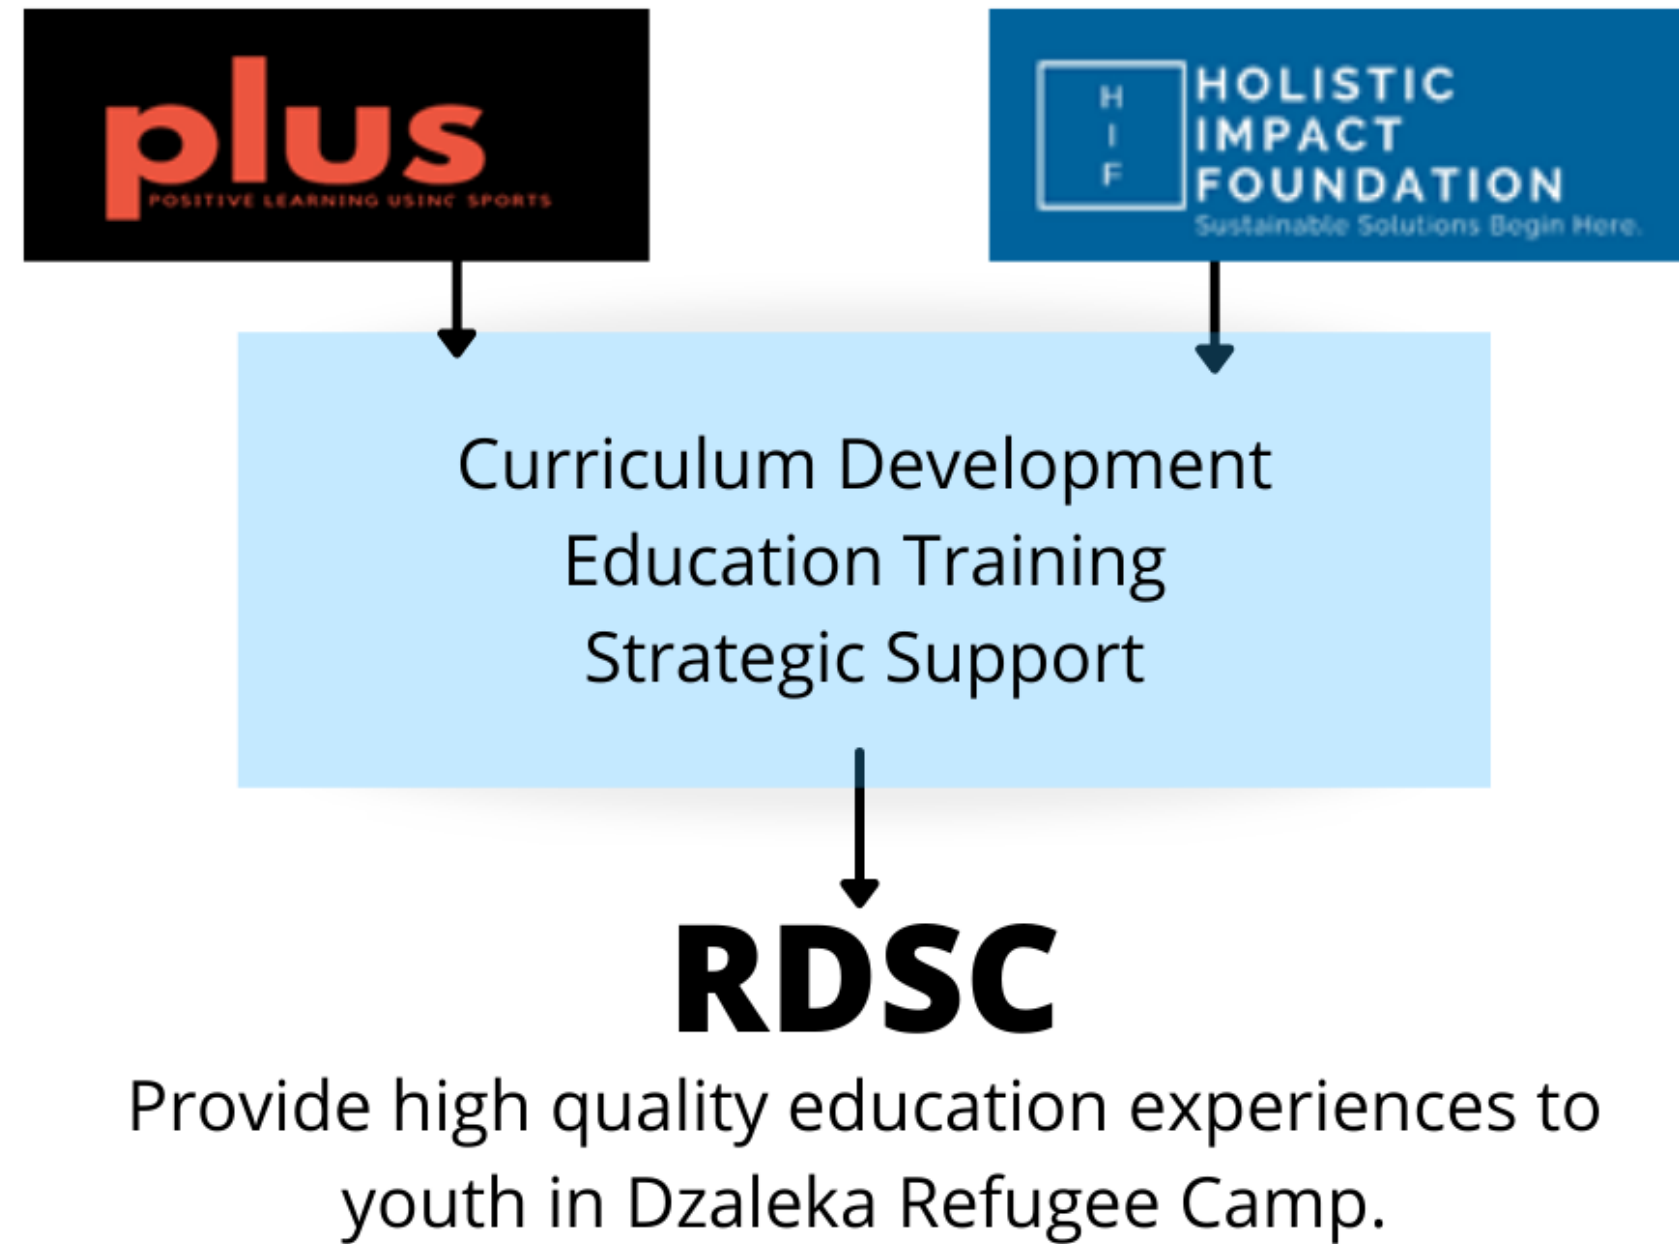 plus
POSITIVE LEARNING USING SPORTS
H
I
F
HOLISTIC
IMPACT
FOUNDATION
Sustainable Solutions Begin Here.
Curriculum Development
Education Training
Strategic Support
RDSC
Provide high quality education experiences to
youth in Dzaleka Refugee Camp.